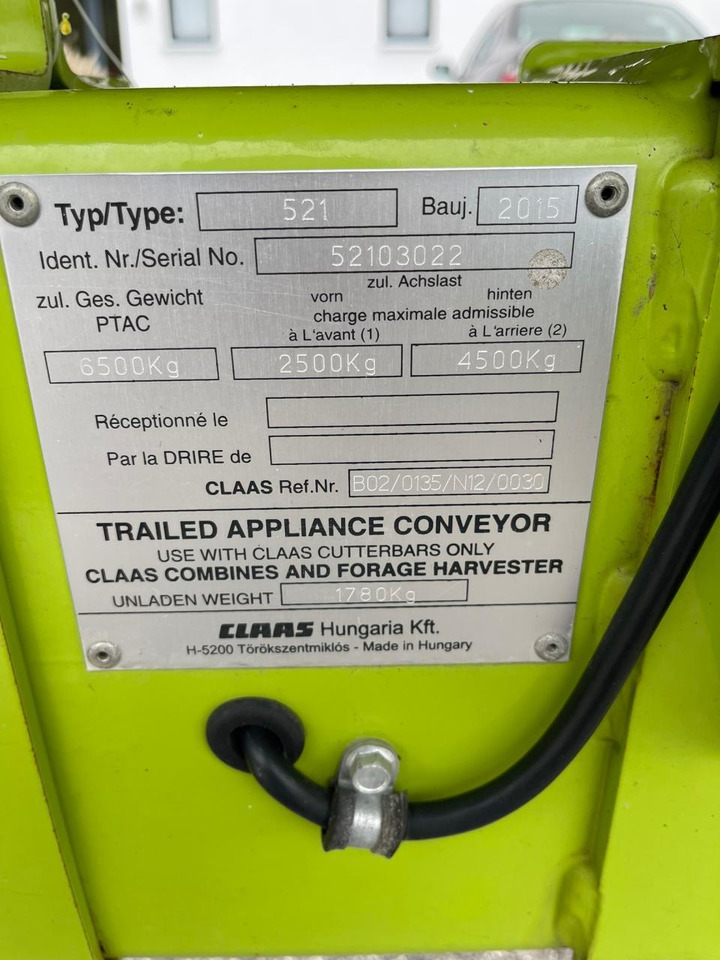 Typ/Type: 521 Bauj. 2015
Ident. Nr./Serial No. 52103022
zul. Ges. Gewicht PTAC
zul. Achslast
vorn hinten
charge maximale admissible
à L'avant (1) à L'arriere (2)
6500Kg 2500Kg 4500Kg
Réceptionné le
Par la DRIRE de
CLAAS Ref.Nr. B02/0135/N12/0030
TRAILED APPLIANCE CONVEYOR
USE WITH CLAAS CUTTERBARS ONLY
CLAAS COMBINES AND FORAGE HARVESTER
UNLADEN WEIGHT 1780Kg
CLAAS Hungaria Kft.
H-5200 Törökszentmiklós - Made in Hungary